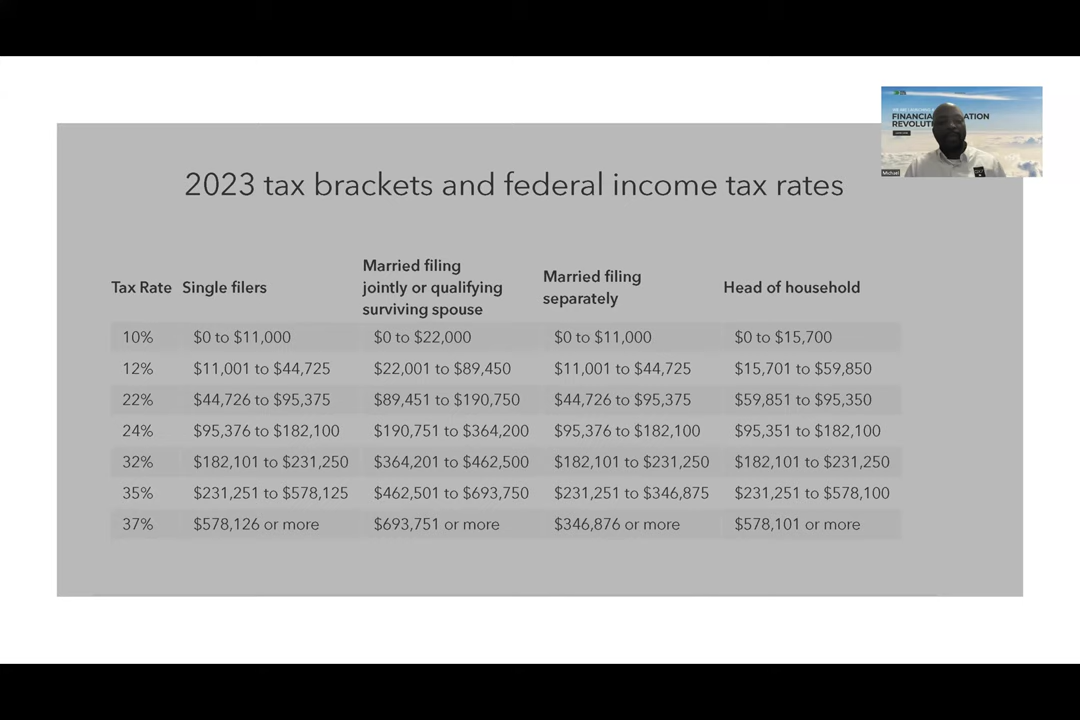 FINANCIA ATION
REVOLUTI
Michael
2023 tax brackets and federal income tax rates
Tax Rate Single filers Married filing jointly or qualifying surviving spouse Married filing separately Head of household
10% $0 to $11,000 $0 to $22,000 $0 to $11,000 $0 to $15,700
12% $11,001 to $44,725 $22,001 to $89,450 $11,001 to $44,725 $15,701 to $59,850
22% $44,726 to $95,375 $89,451 to $190,750 $44,726 to $95,375 $59,851 to $95,350
24% $95,376 to $182,100 $190,751 to $364,200 $95,376 to $182,100 $95,351 to $182,100
32% $182,101 to $231,250 $364,201 to $462,500 $182,101 to $231,250 $182,101 to $231,250
35% $231,251 to $578,125 $462,501 to $693,750 $231,251 to $346,875 $231,251 to $578,100
37% $578,126 or more $693,751 or more $346,876 or more $578,101 or more